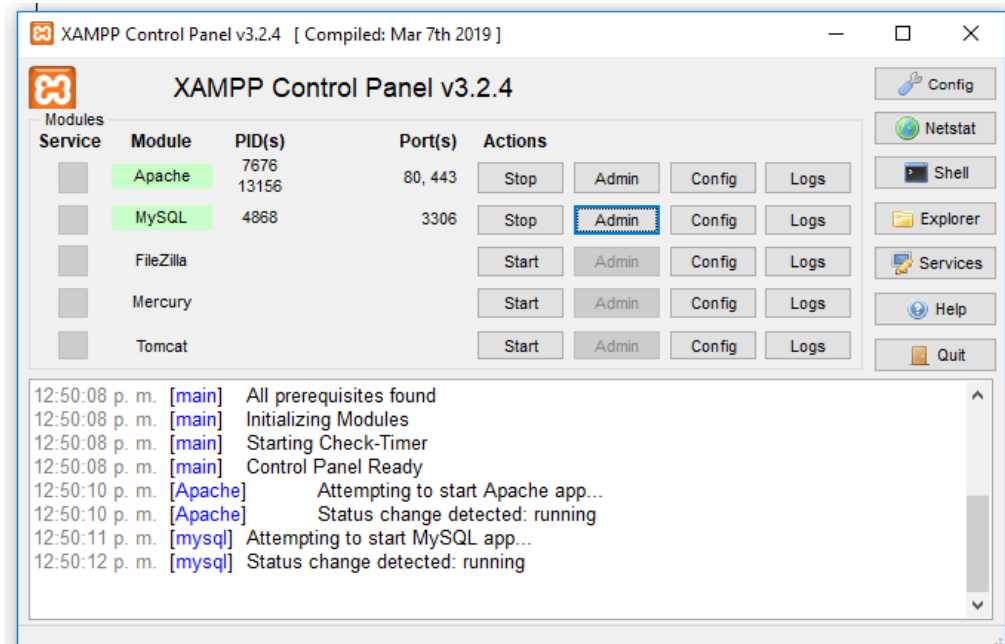 XAMPP Control Panel v3.2.4 [ Compiled: Mar 7th 2019 ]
XAMPP Control Panel v3.2.4
Config
Modules
Service Module PID(s) Port(s) Actions
Netstat
Apache 7676 13156 80, 443 Stop Admin Config Logs
Shell
MySQL 4868 3306 Stop Admin Config Logs
Explorer
FileZilla Start Admin Config Logs
Services
Mercury Start Admin Config Logs
Help
Tomcat Start Admin Config Logs
Quit
12:50:08 p. m. [main] All prerequisites found
12:50:08 p. m. [main] Initializing Modules
12:50:08 p. m. [main] Starting Check-Timer
12:50:08 p. m. [main] Control Panel Ready
12:50:10 p. m. [Apache] Attempting to start Apache app...
12:50:10 p. m. [Apache] Status change detected: running
12:50:11 p. m. [mysql] Attempting to start MySQL app...
12:50:12 p. m. [mysql] Status change detected: running